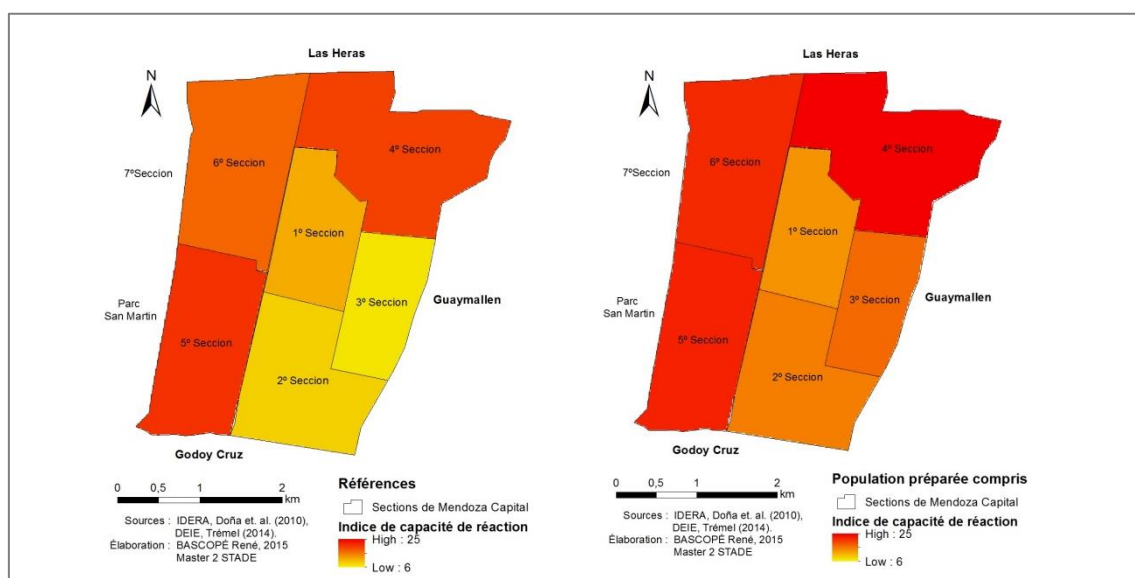 Las Heras
N
6º Seccion
4º Seccion
7ºSeccion
1º Seccion
Parc
San Martin
3º Seccion
Guaymallen
5º Seccion
2º Seccion
Godoy Cruz
0 0,5 1 2
km
Sources : IDERA, Doña et. al. (2010),
DEIE, Trémel (2014).
Élaboration : BASCOPÉ René, 2015
Master 2 STADE
Références
Sections de Mendoza Capital
Indice de capacité de réaction
High : 25
Low : 6
Las Heras
N
6º Seccion
4º Seccion
7ºSeccion
1º Seccion
Parc
San Martin
3º Seccion
Guaymallen
5º Seccion
2º Seccion
Godoy Cruz
0 0,5 1 2
km
Sources : IDERA, Doña et. al. (2010),
DEIE, Trémel (2014).
Élaboration : BASCOPÉ René, 2015
Master 2 STADE
Population préparée compris
Sections de Mendoza Capital
Indice de capacité de réaction
High : 25
Low : 6